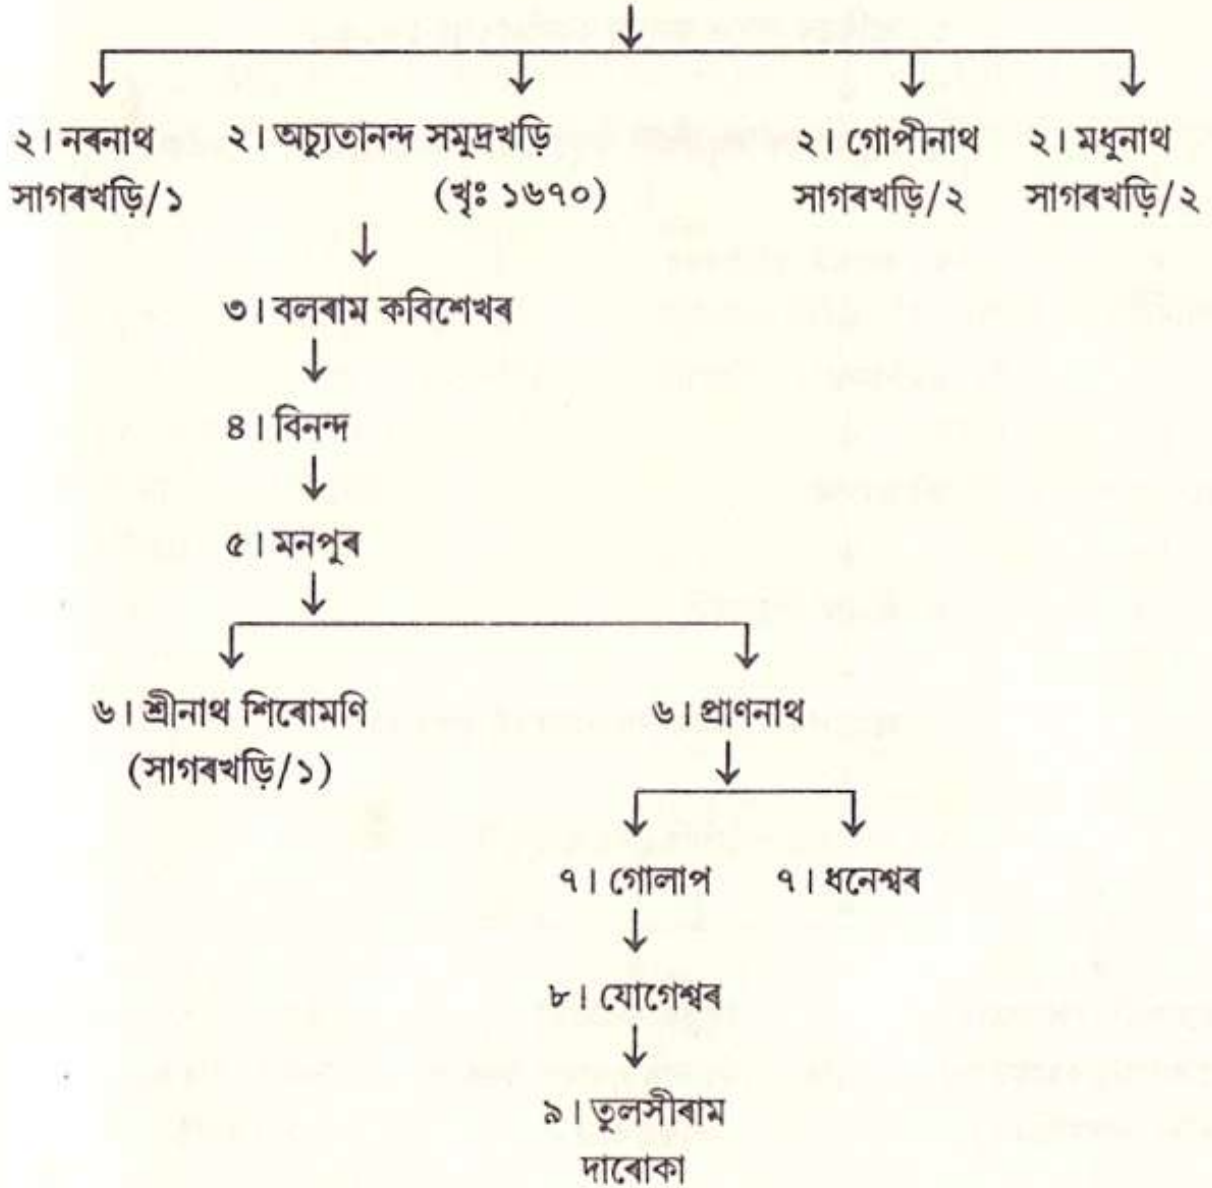 ২। নৰনাথ ২। অচ্যুতানন্দ সমুদ্ৰখড়ি ২। গোপীনাথ ২। মধুনাথ
সাগৰখড়ি/১ (খৃঃ ১৬৭০) সাগৰখড়ি/২ সাগৰখড়ি/২
৩। বলৰাম কবিশেখৰ
৪। বিনন্দ
৫। মনপুৰ
৬। শ্ৰীনাথ শিৰোমণি ৬। প্ৰাণনাথ
(সাগৰখড়ি/১)
৭। গোলাপ ৭। ধনেশ্বৰ
৮। যোগেশ্বৰ
৯। তুলসীৰাম
দাৰোকা